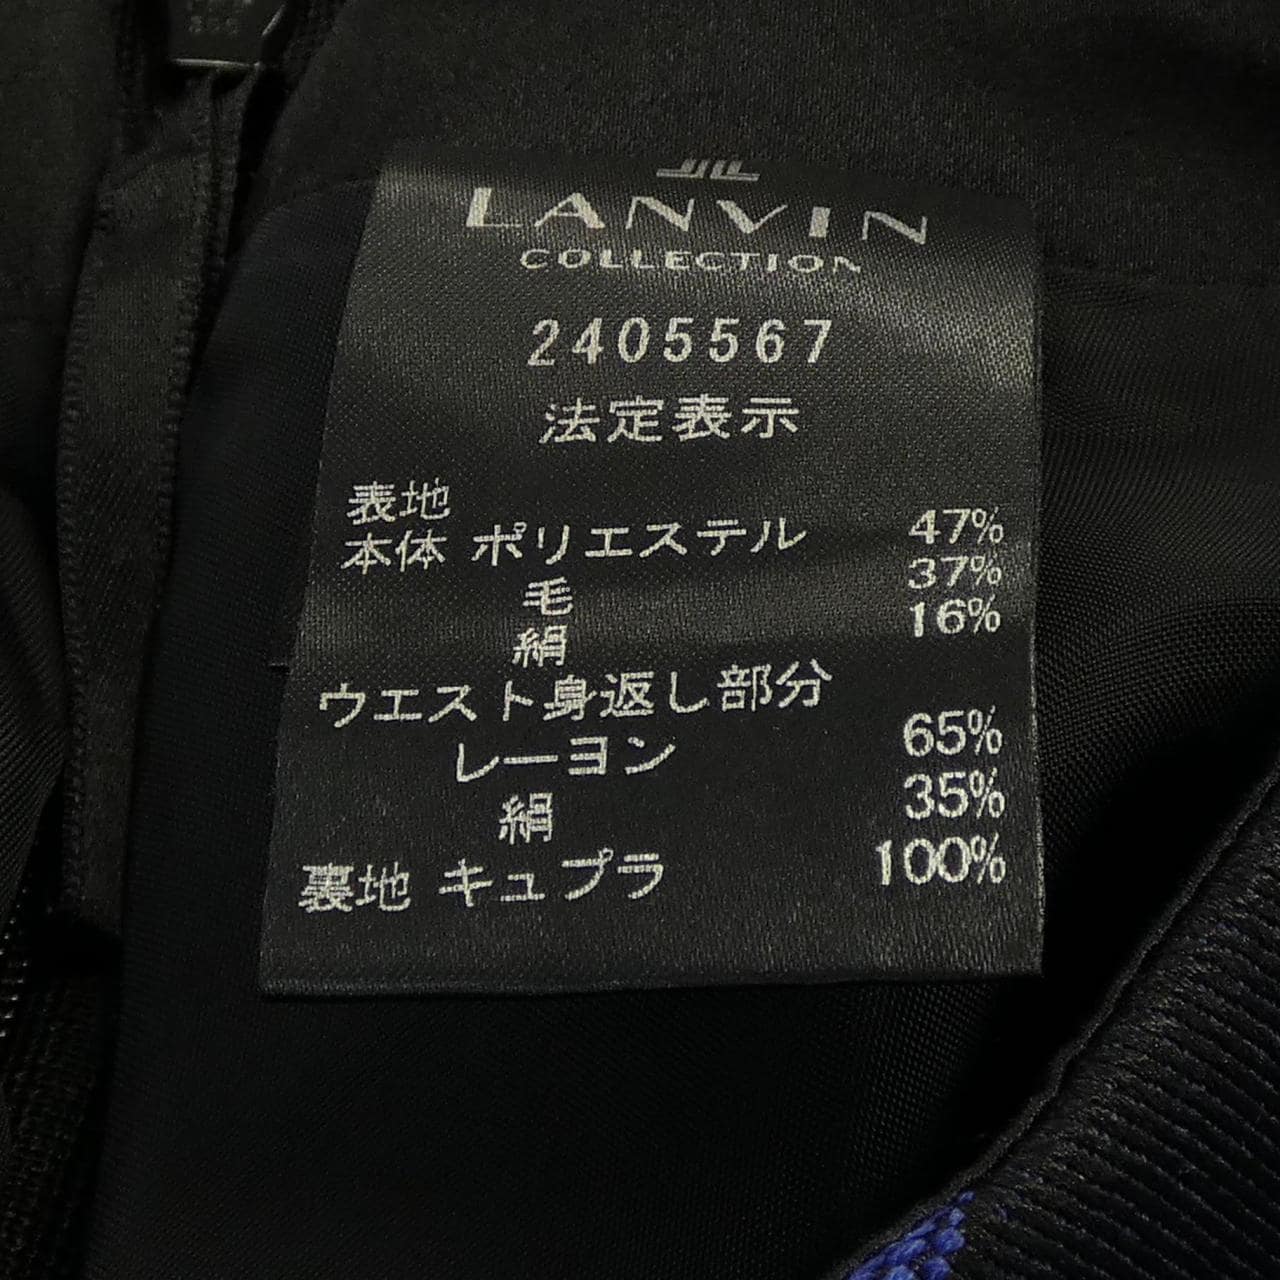 LANVIN
COLLECTION
2405567
法定表示
表地
本体 ポリエステル 47%
毛 37%
絹 16%
ウエスト身返し部分
レーヨン 65%
絹 35%
裏地 キュプラ 100%